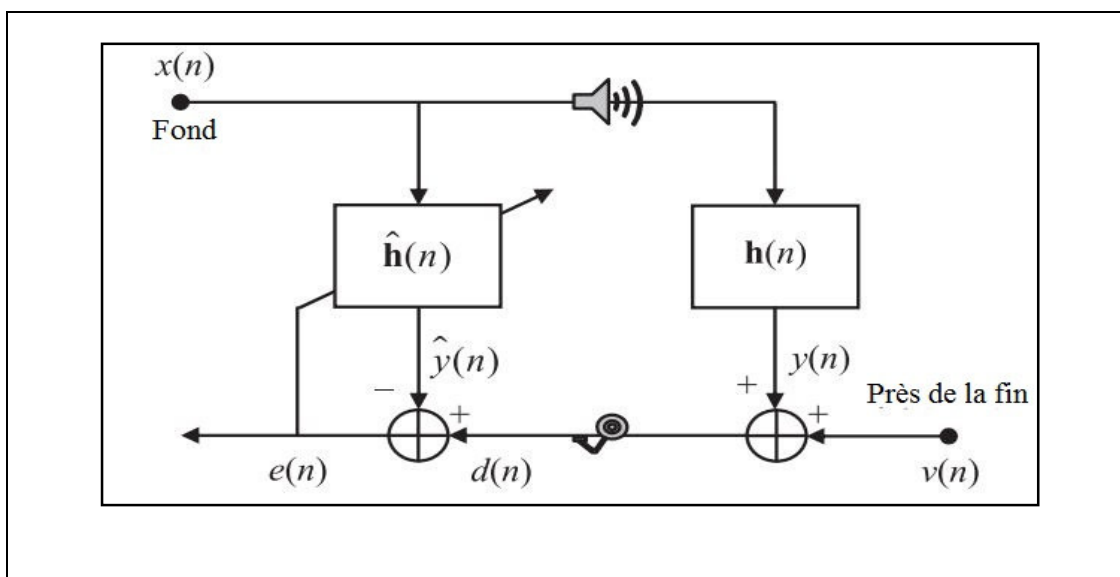 x(n)
Fond
ĥ(n)
h(n)
ŷ(n)
y(n)
−
+
+
+
Près de la fin
e(n)
d(n)
v(n)